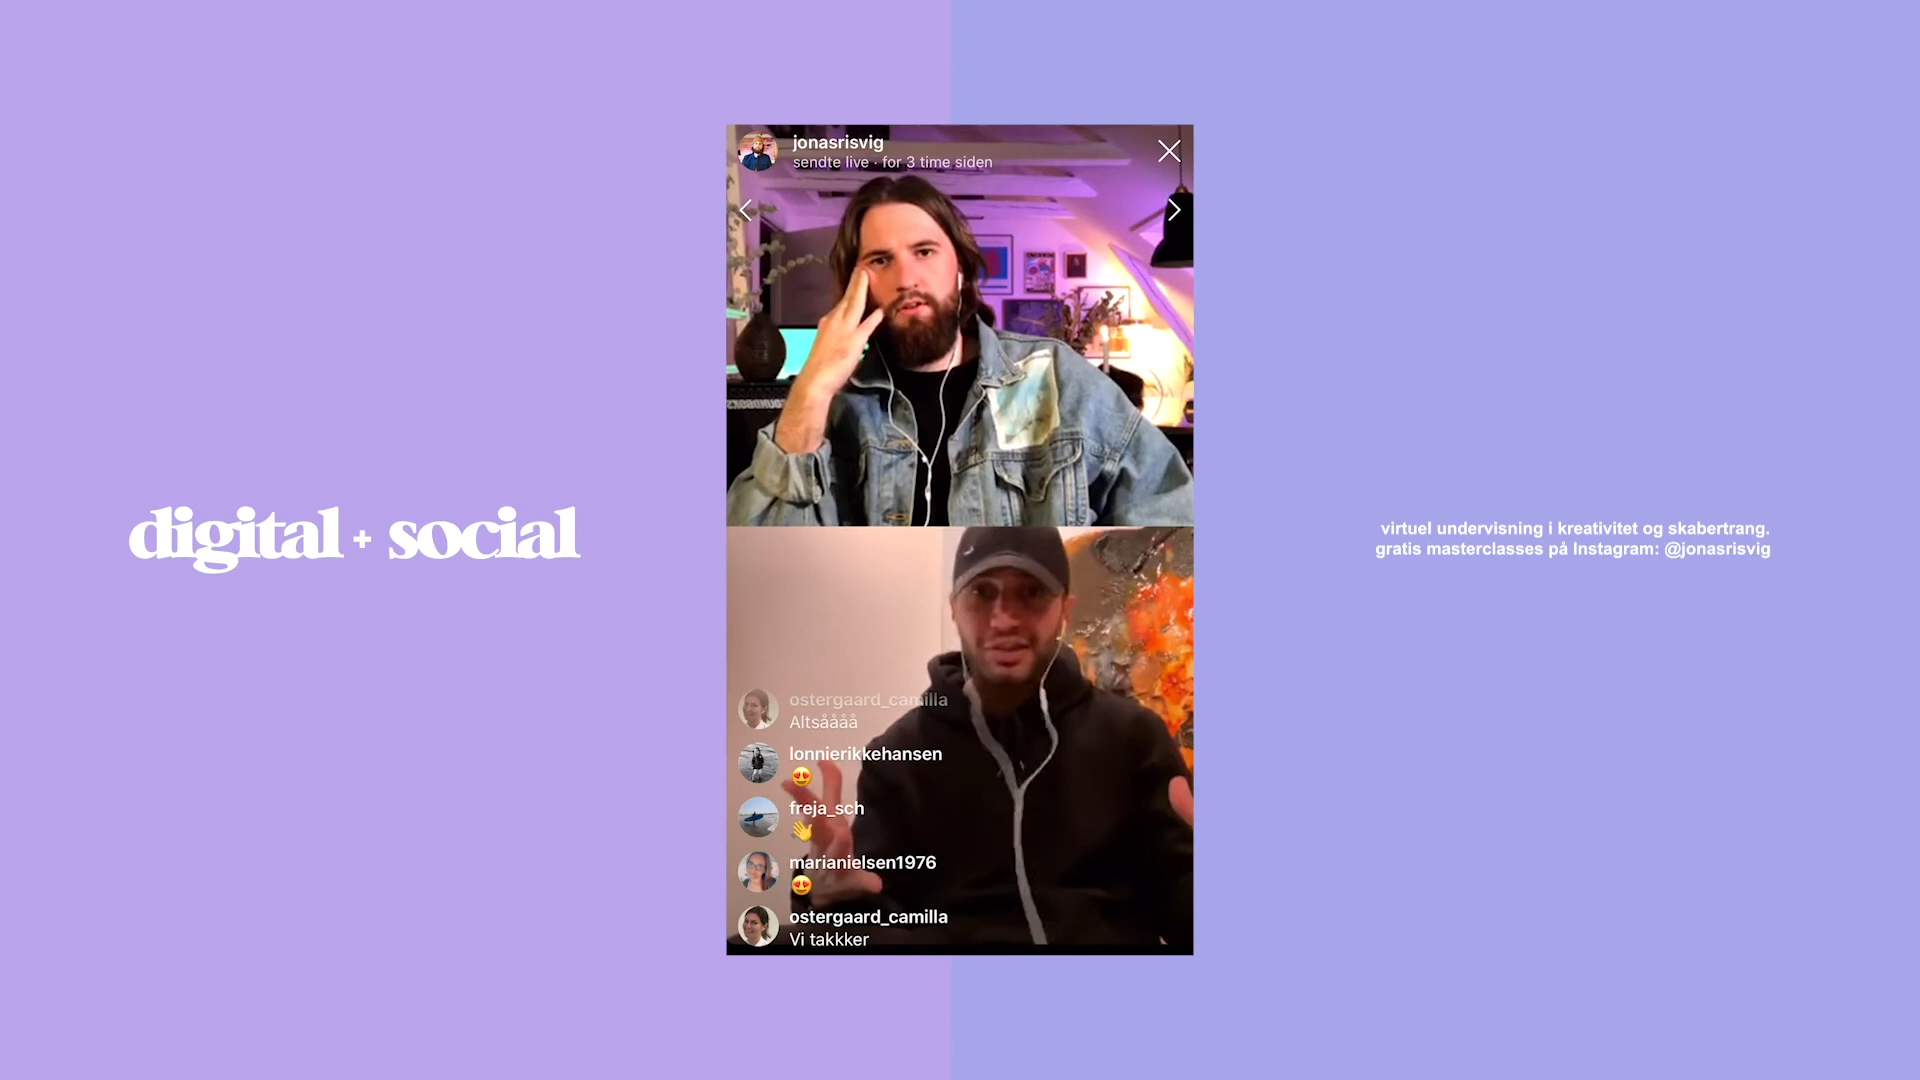 jonasrisvig
sendte live · for 3 time siden
digital + social
virtuel undervisning i kreativitet og skabertrang.
gratis masterclasses på Instagram: @jonasrisvig
ostergaard_camilla
Altsåååå
lonnierikkehansen
😍
freja_sch
👋
marianielsen1976
😍
ostergaard_camilla
Vi takkker